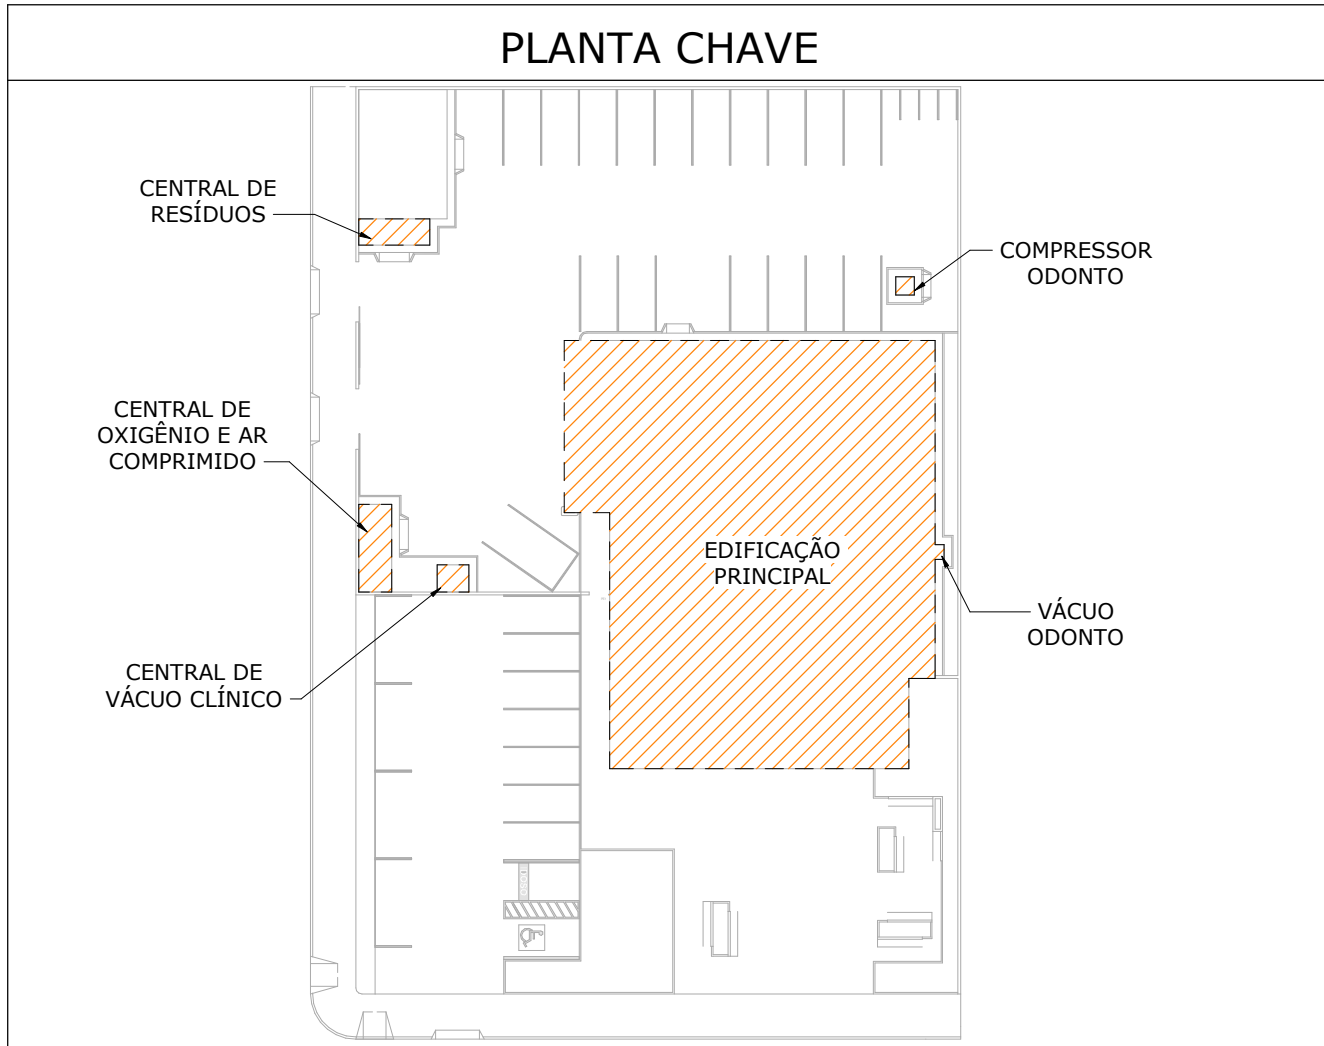 PLANTA CHAVE
CENTRAL DE
RESÍDUOS
COMPRESSOR
ODONTO
CENTRAL DE
OXIGÊNIO E AR
COMPRIMIDO
EDIFICAÇÃO
PRINCIPAL
VÁCUO
ODONTO
CENTRAL DE
VÁCUO CLÍNICO